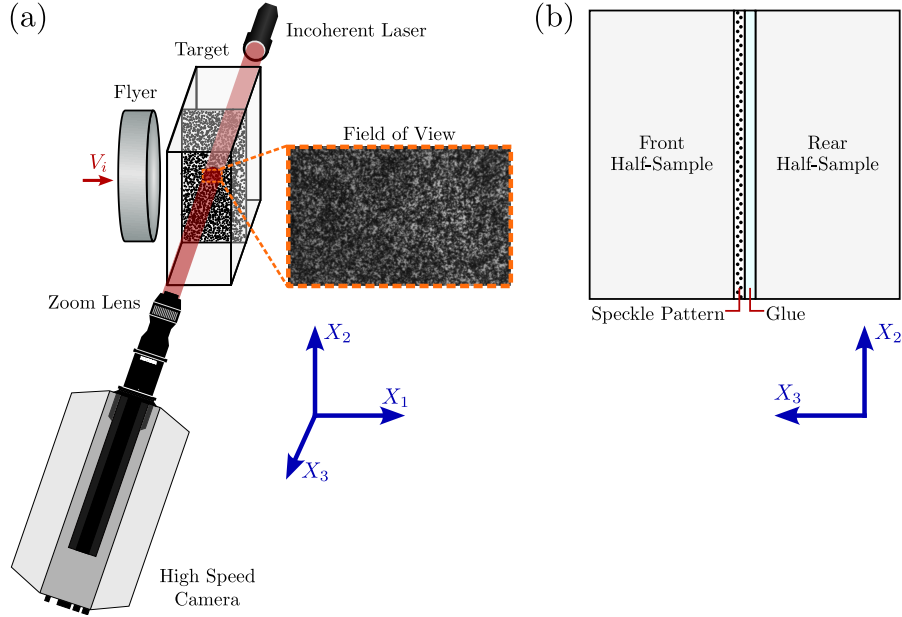 (a)
Incoherent Laser
Target
Flyer
V_i
Field of View
Zoom Lens
X_2
X_1
X_3
High Speed
Camera
(b)
Front
Half-Sample
Rear
Half-Sample
Speckle Pattern
Glue
X_2
X_3